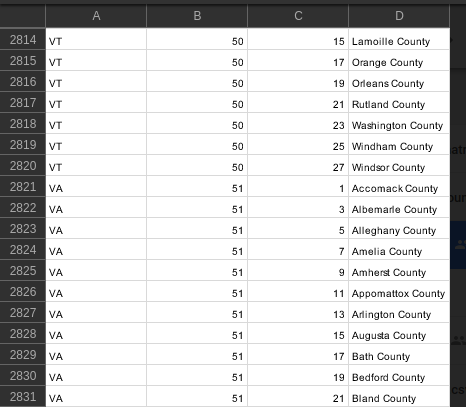 A B C D
2814 VT 50 15 Lamoille County
2815 VT 50 17 Orange County
2816 VT 50 19 Orleans County
2817 VT 50 21 Rutland County
2818 VT 50 23 Washington County
2819 VT 50 25 Windham County
2820 VT 50 27 Windsor County
2821 VA 51 1 Accomack County
2822 VA 51 3 Albemarle County
2823 VA 51 5 Alleghany County
2824 VA 51 7 Amelia County
2825 VA 51 9 Amherst County
2826 VA 51 11 Appomattox County
2827 VA 51 13 Arlington County
2828 VA 51 15 Augusta County
2829 VA 51 17 Bath County
2830 VA 51 19 Bedford County
2831 VA 51 21 Bland County